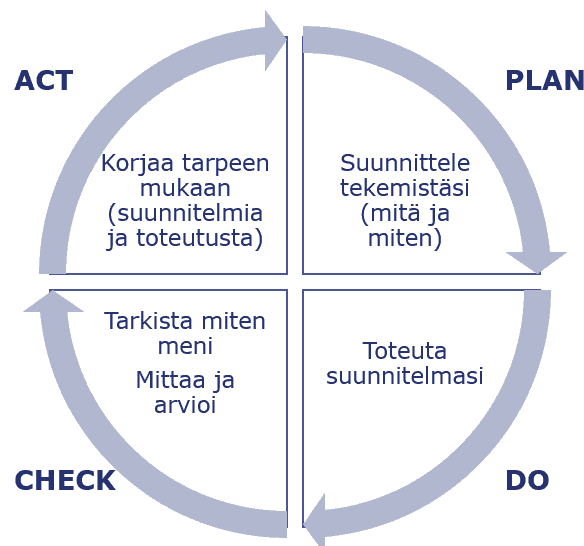 ACT
PLAN
Korjaa tarpeen
mukaan
(suunnitelmia
ja toteutusta)
Suunnittele
tekemistäsi
(mitä ja
miten)
Tarkista miten
meni
Mittaa ja
arvioi
Toteuta
suunnitelmasi
CHECK
DO